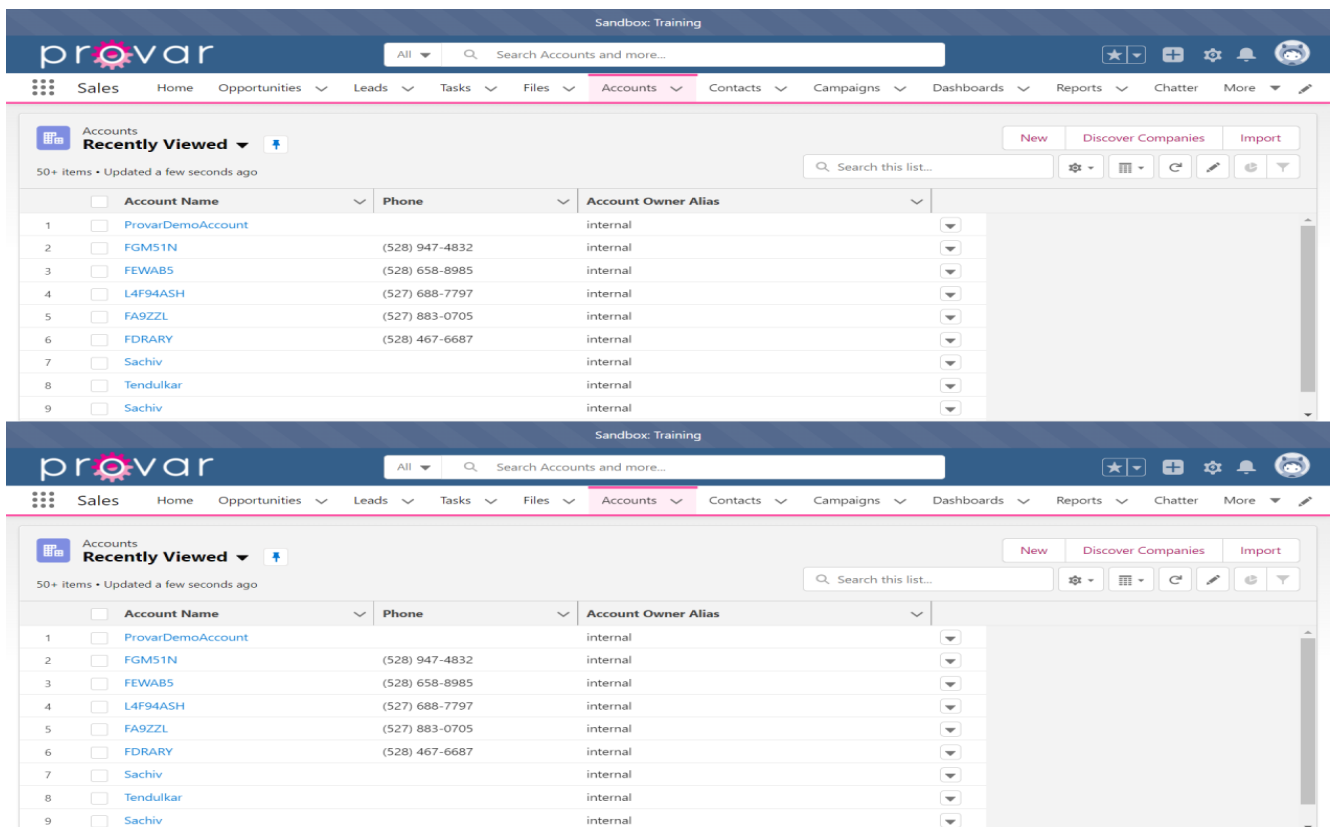 Sandbox: Training
provar All Search Accounts and more...
Sales Home Opportunities Leads Tasks Files Accounts Contacts Campaigns Dashboards Reports Chatter More
Accounts
Recently Viewed New Discover Companies Import
50+ items • Updated a few seconds ago Search this list...
Account Name Phone Account Owner Alias
1 ProvarDemoAccount internal
2 FGM51N (528) 947-4832 internal
3 FEWAB5 (528) 658-8985 internal
4 L4F94ASH (527) 688-7797 internal
5 FA9ZZL (527) 883-0705 internal
6 FDRARY (528) 467-6687 internal
7 Sachiv internal
8 Tendulkar internal
9 Sachiv internal
Sandbox: Training
provar All Search Accounts and more...
Sales Home Opportunities Leads Tasks Files Accounts Contacts Campaigns Dashboards Reports Chatter More
Accounts
Recently Viewed New Discover Companies Import
50+ items • Updated a few seconds ago Search this list...
Account Name Phone Account Owner Alias
1 ProvarDemoAccount internal
2 FGM51N (528) 947-4832 internal
3 FEWAB5 (528) 658-8985 internal
4 L4F94ASH (527) 688-7797 internal
5 FA9ZZL (527) 883-0705 internal
6 FDRARY (528) 467-6687 internal
7 Sachiv internal
8 Tendulkar internal
9 Sachiv internal